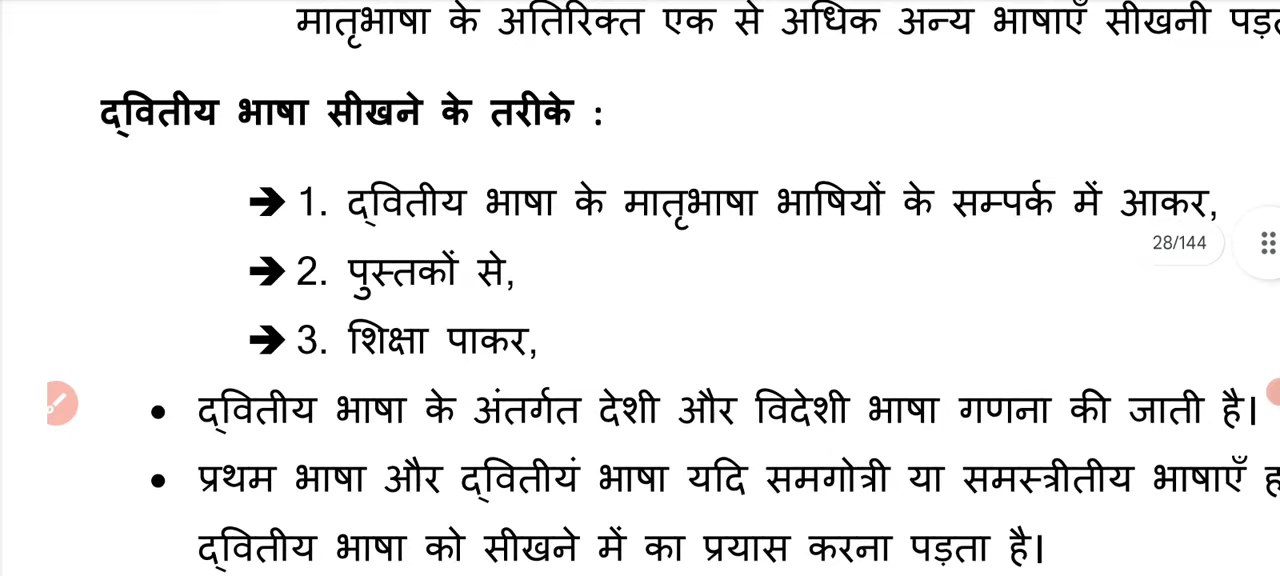 मातृभाषा के अतिरिक्त एक से अधिक अन्य भाषाएँ सीखनी
द्वितीय भाषा सीखने के तरीके :
➔ 1. द्वितीय भाषा के मातृभाषा भाषियों के सम्पर्क में आकर,
28/144
➔ 2. पुस्तकों से,
➔ 3. शिक्षा पाकर,
• द्वितीय भाषा के अंतर्गत देशी और विदेशी भाषा गणना की जाती है।
• प्रथम भाषा और द्वितीयं भाषा यदि समगोत्री या समस्त्रीतीय भाषाएँ
द्वितीय भाषा को सीखने में का प्रयास करना पड़ता है।